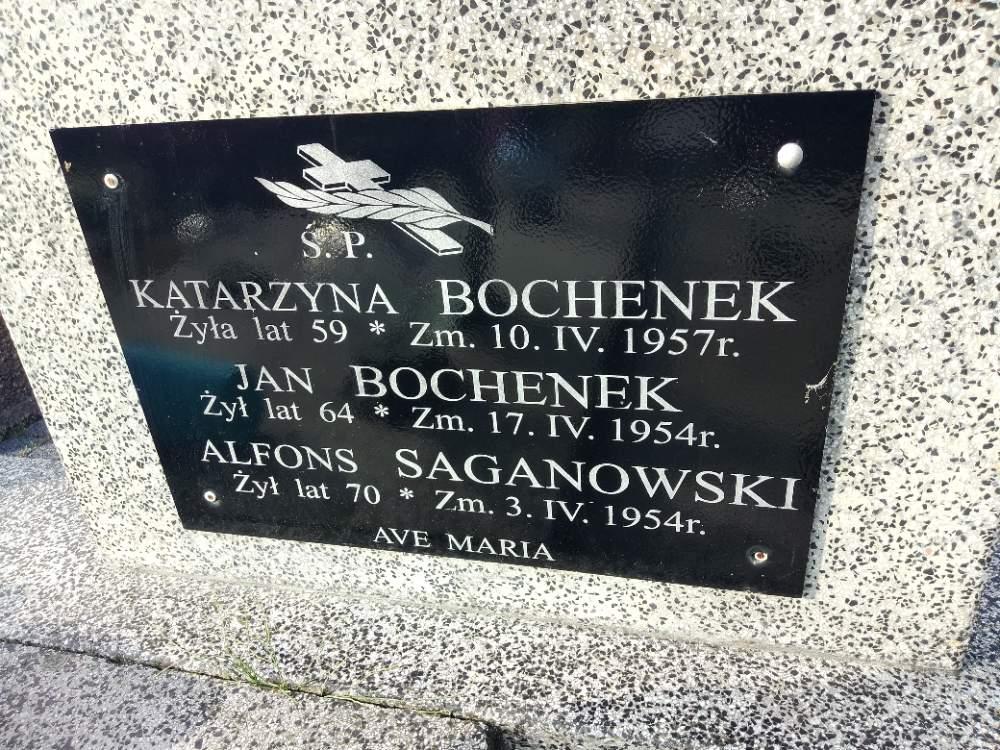 Ś. P.
KATARZYNA BOCHENEK
Żyła lat 59 * Zm. 10. IV. 1957r.
JAN BOCHENEK
Żył lat 64 * Zm. 17. IV. 1954r.
ALFONS SAGANOWSKI
Żył lat 70 * Zm. 3. IV. 1954r.
AVE MARIA